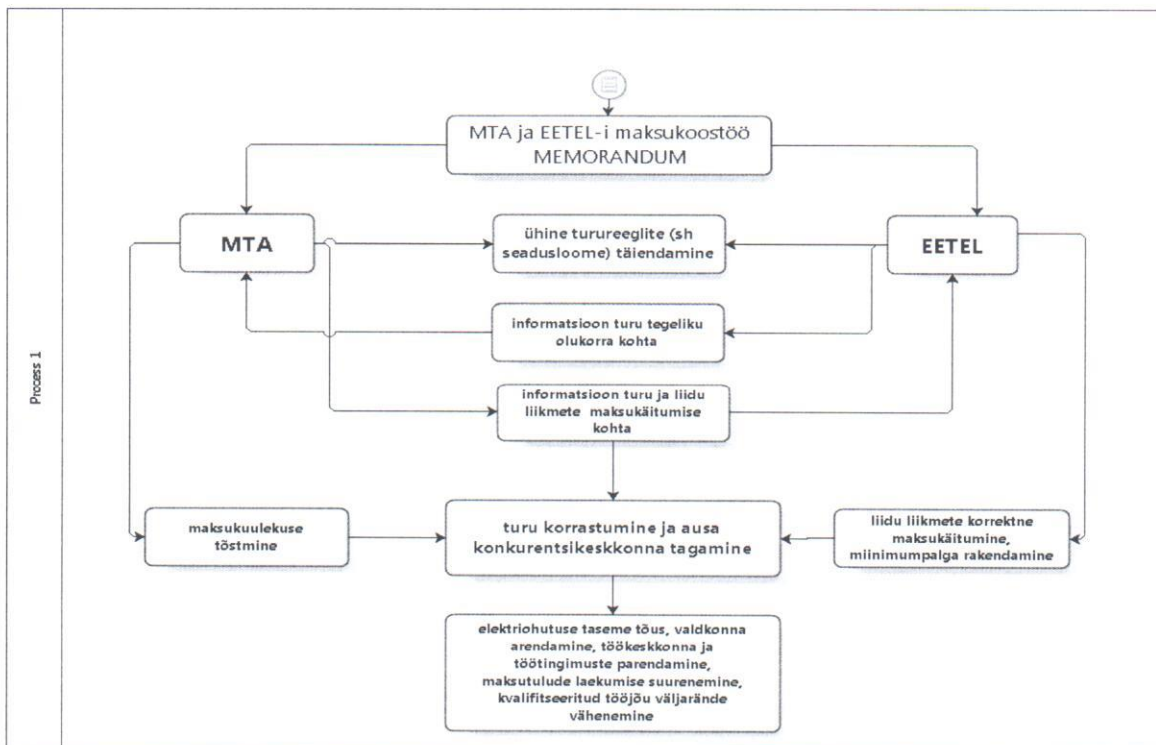 Process 1
MTA ja EETEL-i maksukoostöö
MEMORANDUM
MTA
ühine turureeglite (sh
seadusloome) täiendamine
EETEL
informatsioon turu tegeliku
olukorra kohta
informatsioon turu ja liidu
liikmete maksukäitumise
kohta
maksukuulekuse
tõstmine
turu korrastumine ja ausa
konkurentsikeskkonna tagamine
liidu liikmete korrektne
maksukäitumine,
miinimumpalga rakendamine
elektriohutuse taseme tõus, valdkonna
arendamine, töökeskkonna ja
töötingimuste parendamine,
maksutulude laekumise suurenemine,
kvalifitseeritud tööjõu väljarände
vähenemine